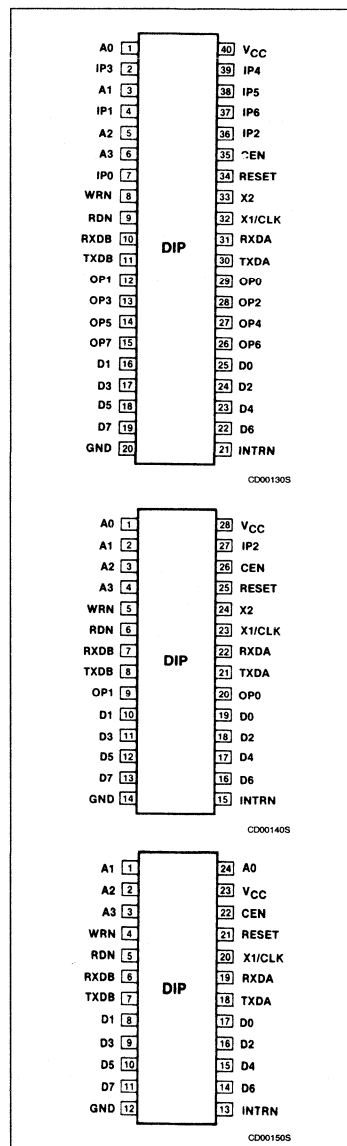 A0 1 40 VCC
IP3 2 39 IP4
A1 3 38 IP5
IP1 4 37 IP6
A2 5 36 IP2
A3 6 35 CEN
IP0 7 34 RESET
WRN 8 33 X2
RDN 9 32 X1/CLK
RXDB 10 31 RXDA
DIP
TXDB 11 30 TXDA
OP1 12 29 OP0
OP3 13 28 OP2
OP5 14 27 OP4
OP7 15 26 OP6
D1 16 25 D0
D3 17 24 D2
D5 18 23 D4
D7 19 22 D6
GND 20 21 INTRN
CD00130S
A0 1 28 VCC
A1 2 27 IP2
A2 3 26 CEN
A3 4 25 RESET
WRN 5 24 X2
RDN 6 23 X1/CLK
RXDB 7 22 RXDA
DIP
TXDB 8 21 TXDA
OP1 9 20 OP0
D1 10 19 D0
D3 11 18 D2
D5 12 17 D4
D7 13 16 D6
GND 14 15 INTRN
CD00140S
A1 1 24 A0
A2 2 23 VCC
A3 3 22 CEN
WRN 4 21 RESET
RDN 5 20 X1/CLK
RXDB 6 19 RXDA
DIP
TXDB 7 18 TXDA
D1 8 17 D0
D3 9 16 D2
D5 10 15 D4
D7 11 14 D6
GND 12 13 INTRN
CD00150S